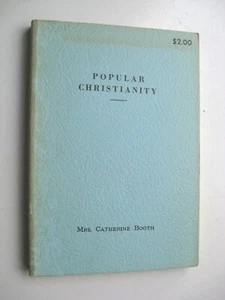 $2.00
POPULAR
CHRISTIANITY
MRS. CATHERINE BOOTH